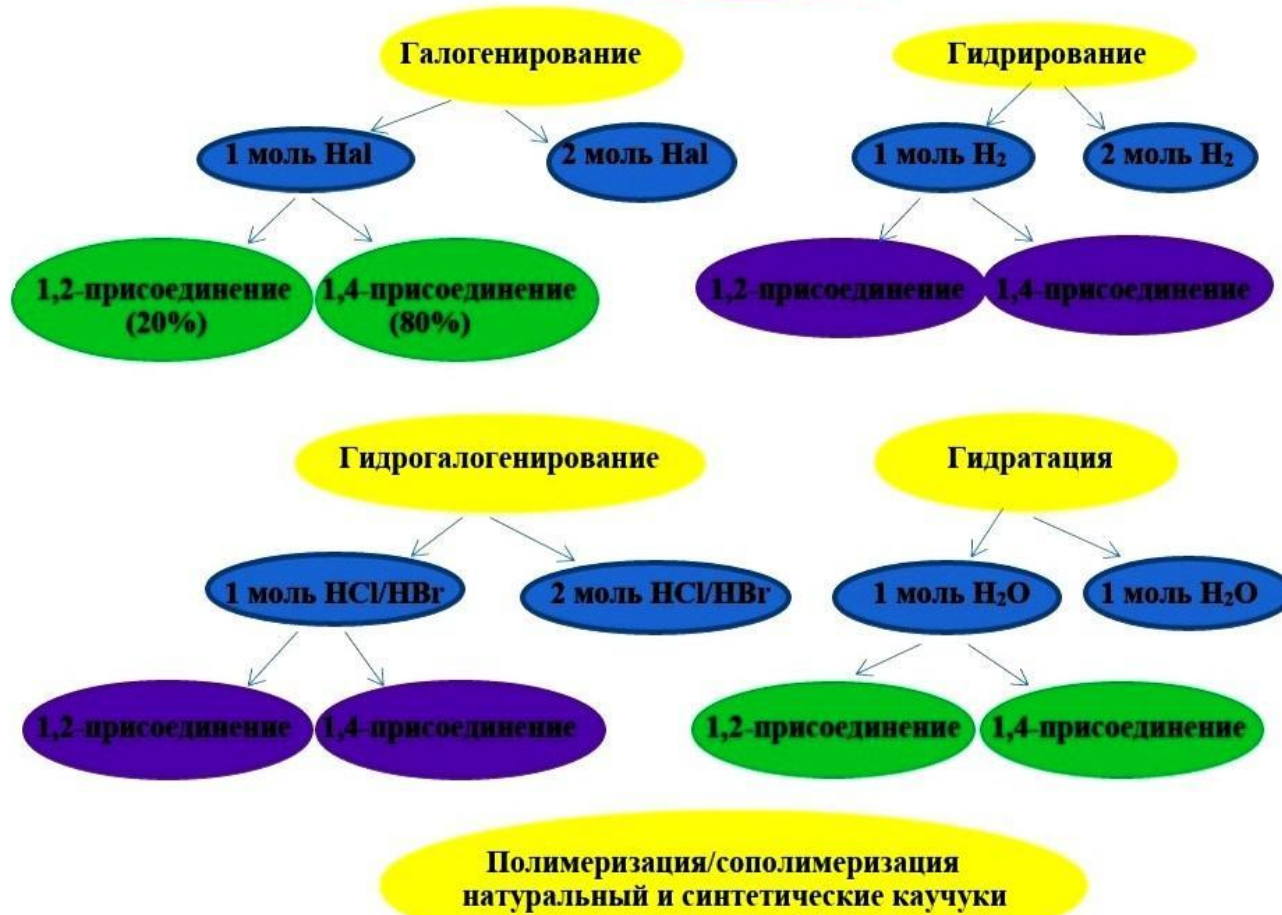 Галогенирование
Гидрирование
1 моль Hal
2 моль Hal
1 моль H₂
2 моль H₂
1,2-присоединение
(20%)
1,4-присоединение
(80%)
1,2-присоединение
1,4-присоединение
Гидрогалогенирование
Гидратация
1 моль HCl/HBr
2 моль HCl/HBr
1 моль H₂O
1 моль H₂O
1,2-присоединение
1,4-присоединение
1,2-присоединение
1,4-присоединение
Полимеризация/сополимеризация
натуральный и синтетические каучуки